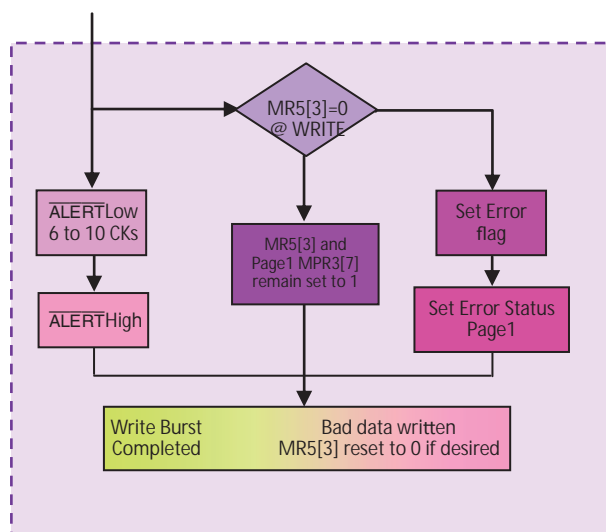 MR5[3]=0
@ WRITE
ALERT Low
6 to 10 CKs
ALERT High
MR5[3] and
Page1 MPR3[7]
remain set to 1
Set Error
flag
Set Error Status
Page1
Write Burst
Completed
Bad data written
MR5[3] reset to 0 if desired